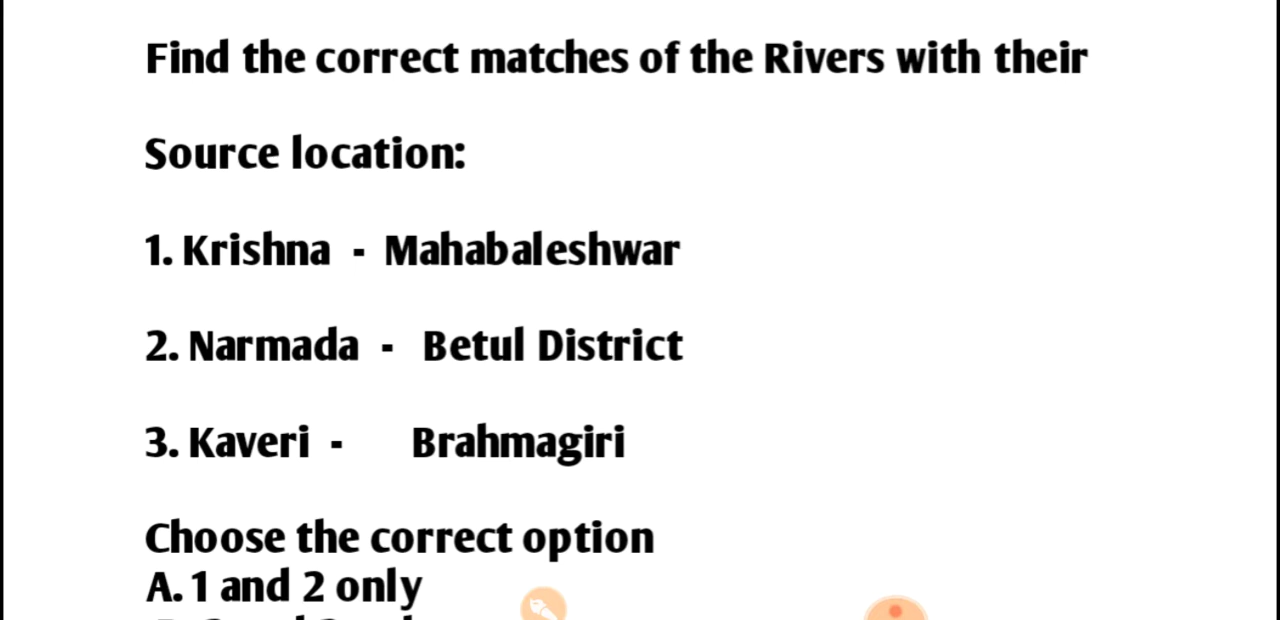 Find the correct matches of the Rivers with their
Source location:
1. Krishna - Mahabaleshwar
2. Narmada - Betul District
3. Kaveri - Brahmagiri
Choose the correct option
A. 1 and 2 only